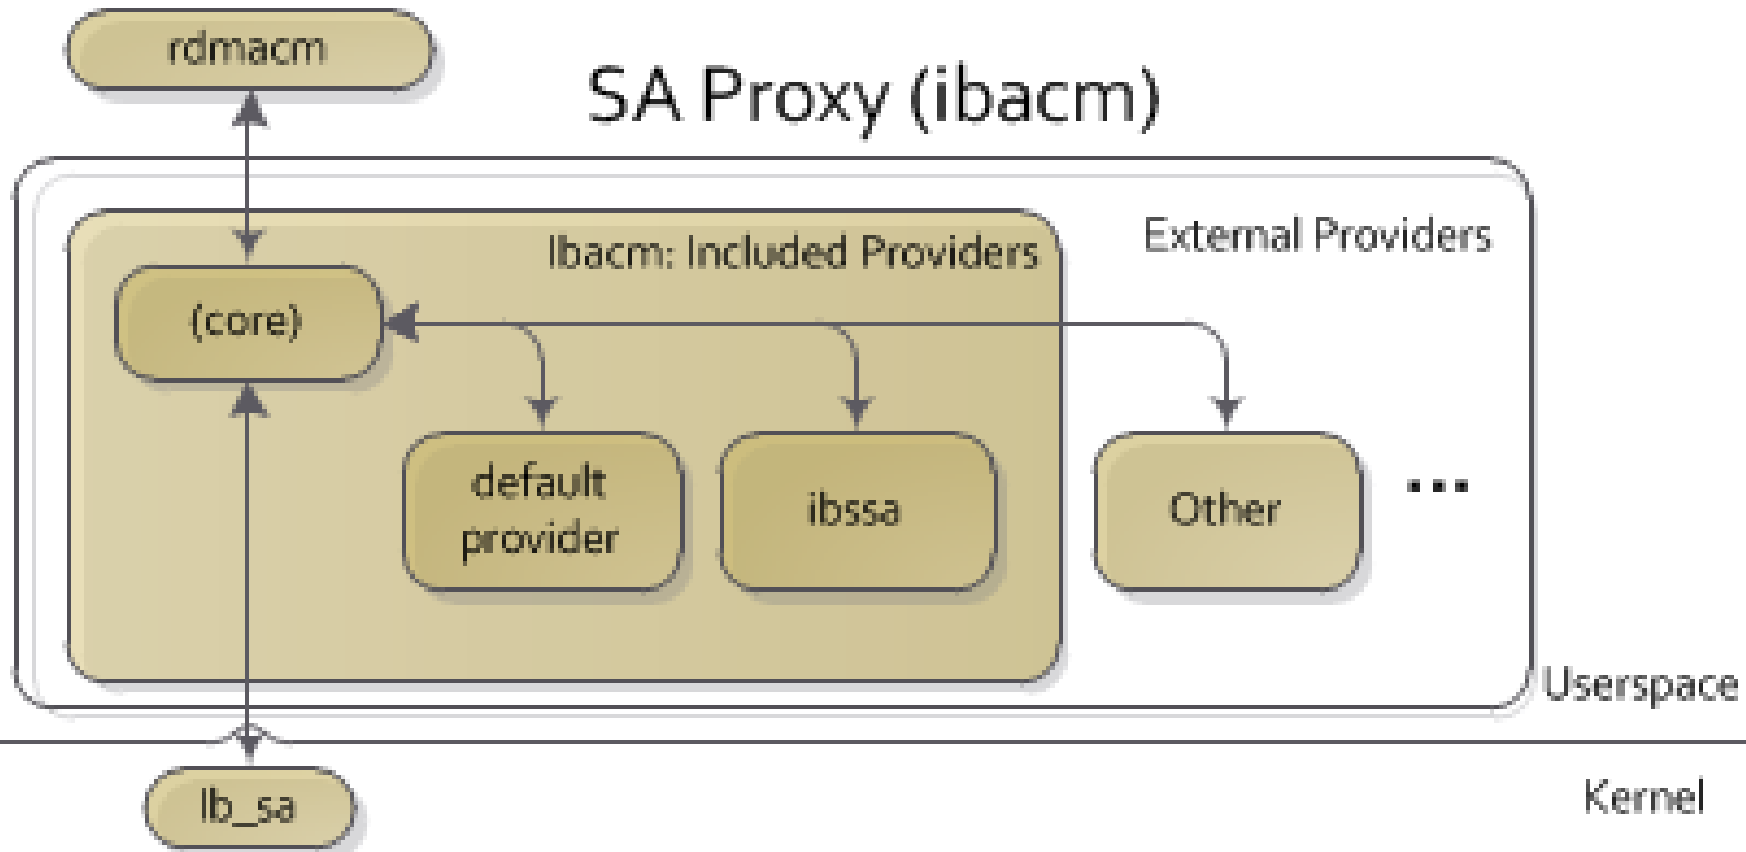 rdmacm
SA Proxy (ibacm)
External Providers
Ibacm: Included Providers
(core)
default
provider
ibssa
Other
...
Userspace
Ib_sa
Kernel